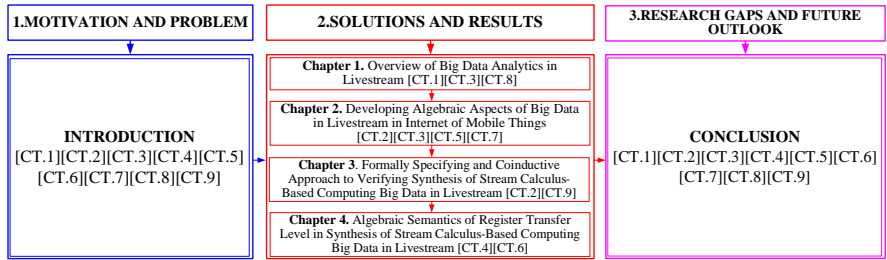 1.MOTIVATION AND PROBLEM
2.SOLUTIONS AND RESULTS
3.RESEARCH GAPS AND FUTURE
OUTLOOK
INTRODUCTION
[CT.1][CT.2][CT.3][CT.4][CT.5]
[CT.6][CT.7][CT.8][CT.9]
Chapter 1. Overview of Big Data Analytics in
Livestream [CT.1][CT.3][CT.8]
Chapter 2. Developing Algebraic Aspects of Big Data
in Livestream in Internet of Mobile Things
[CT.2][CT.3][CT.5][CT.7]
Chapter 3. Formally Specifying and Coinductive
Approach to Verifying Synthesis of Stream Calculus-
Based Computing Big Data in Livestream [CT.2][CT.9]
Chapter 4. Algebraic Semantics of Register Transfer
Level in Synthesis of Stream Calculus-Based Computing
Big Data in Livestream [CT.4][CT.6]
CONCLUSION
[CT.1][CT.2][CT.3][CT.4][CT.5][CT.6]
[CT.7][CT.8][CT.9]